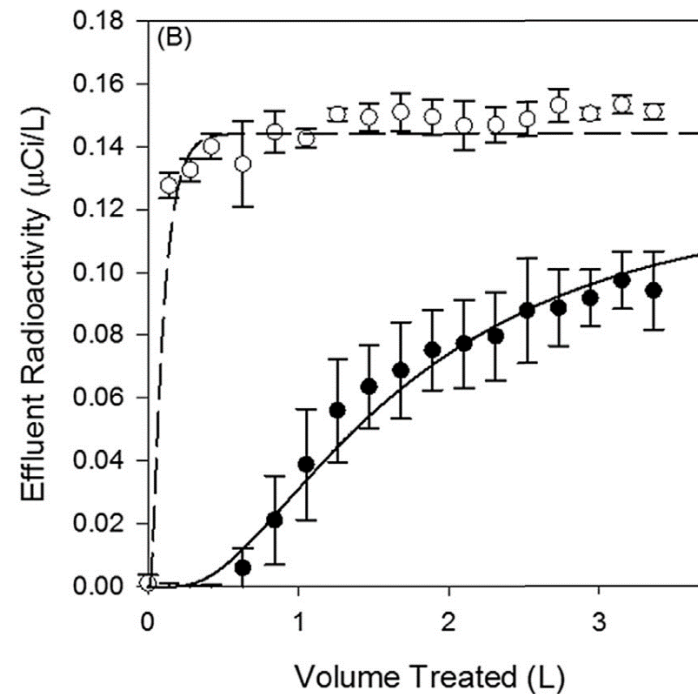 (B)
Effluent Radioactivity (μCi/L)
0.18
0.16
0.14
0.12
0.10
0.08
0.06
0.04
0.02
0.00
0 1 2 3
Volume Treated (L)